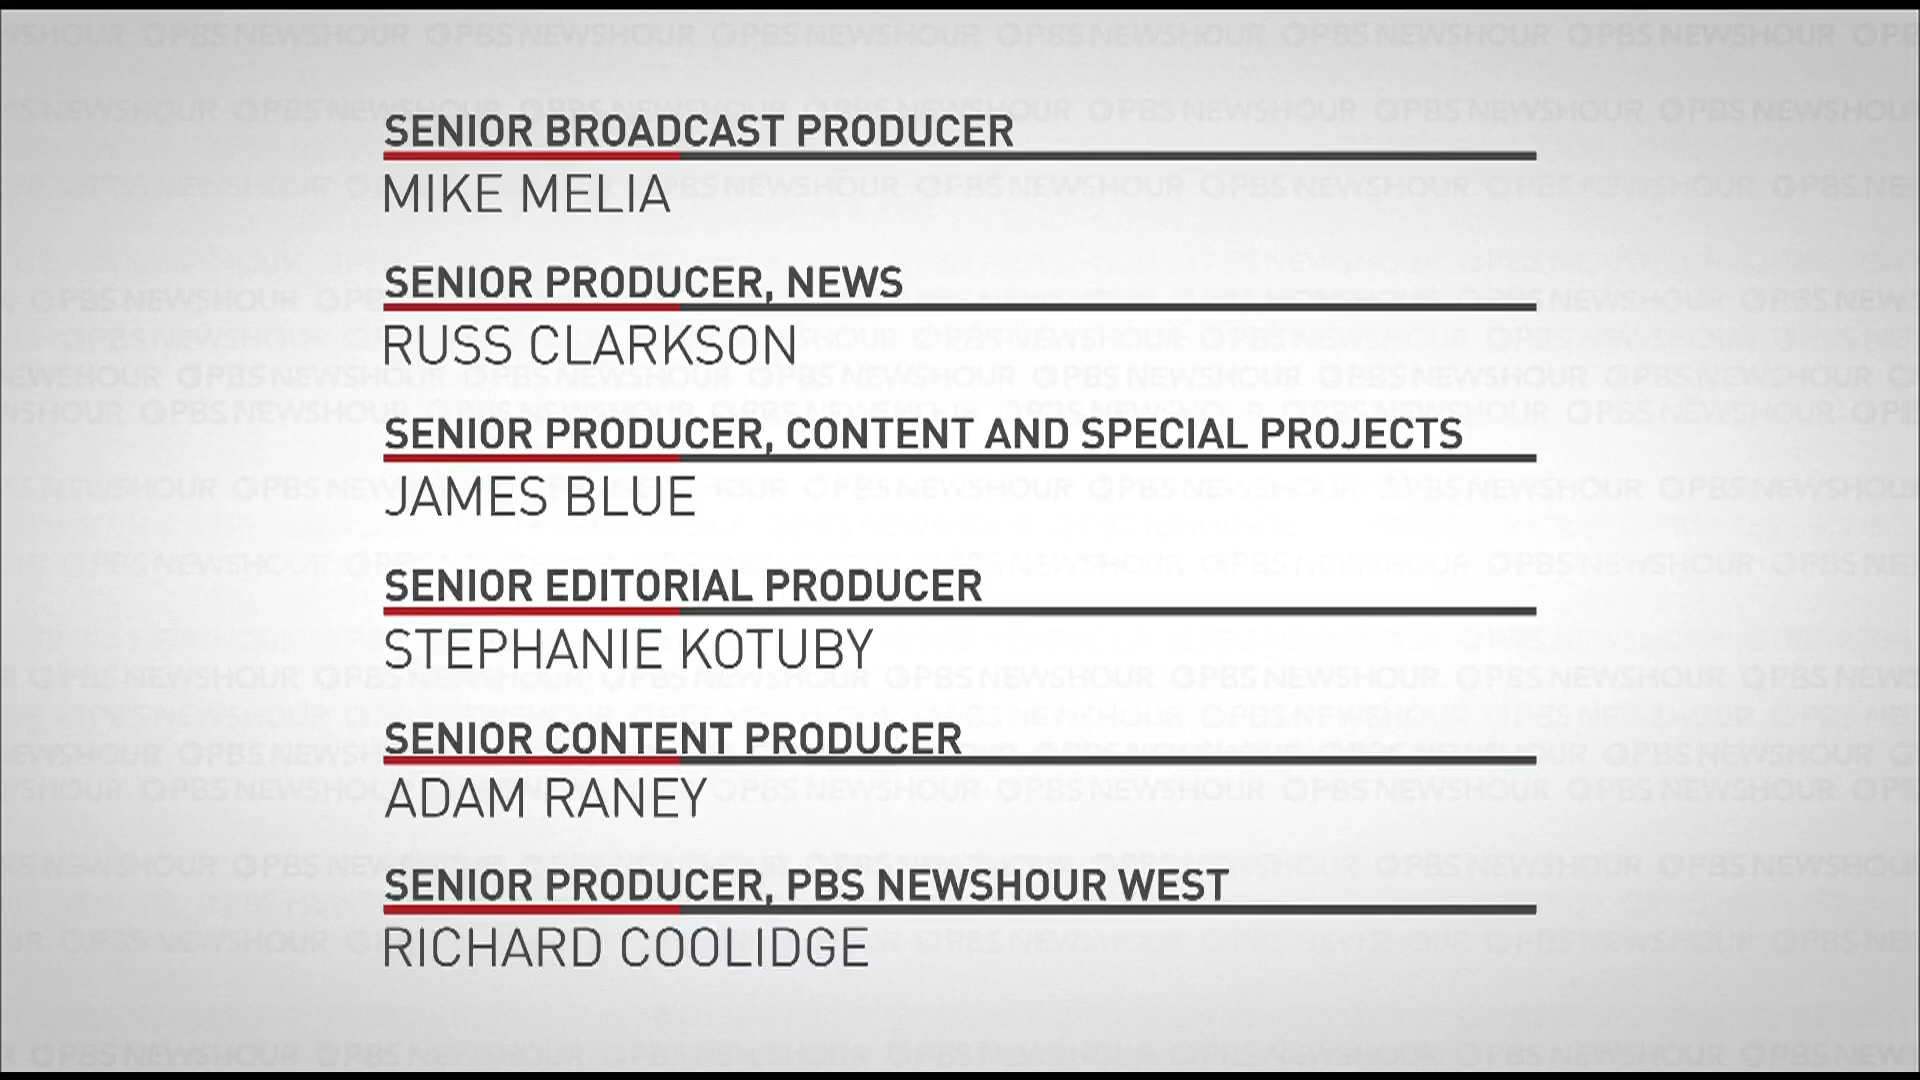 SENIOR BROADCAST PRODUCER
MIKE MELIA
SENIOR PRODUCER, NEWS
RUSS CLARKSON
SENIOR PRODUCER, CONTENT AND SPECIAL PROJECTS
JAMES BLUE
SENIOR EDITORIAL PRODUCER
STEPHANIE KOTUBY
SENIOR CONTENT PRODUCER
ADAM RANEY
SENIOR PRODUCER, PBS NEWSHOUR WEST
RICHARD COOLIDGE